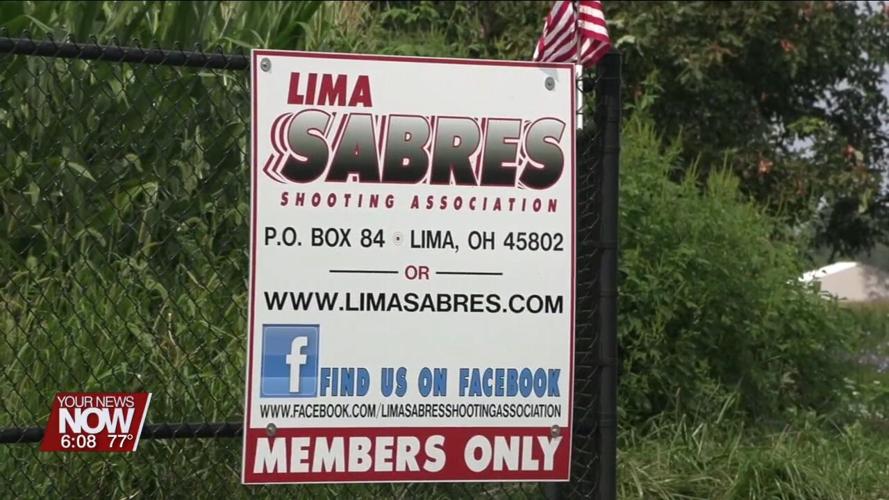 LIMA
SABRES
SHOOTING ASSOCIATION
P.O. BOX 84 LIMA, OH 45802
OR
WWW.LIMASABRES.COM
f FIND US ON FACEBOOK
WWW.FACEBOOK.COM/LIMASABRESSHOOTINGASSOCIATION
MEMBERS ONLY
YOUR NEWS
NOW
6:08 77°